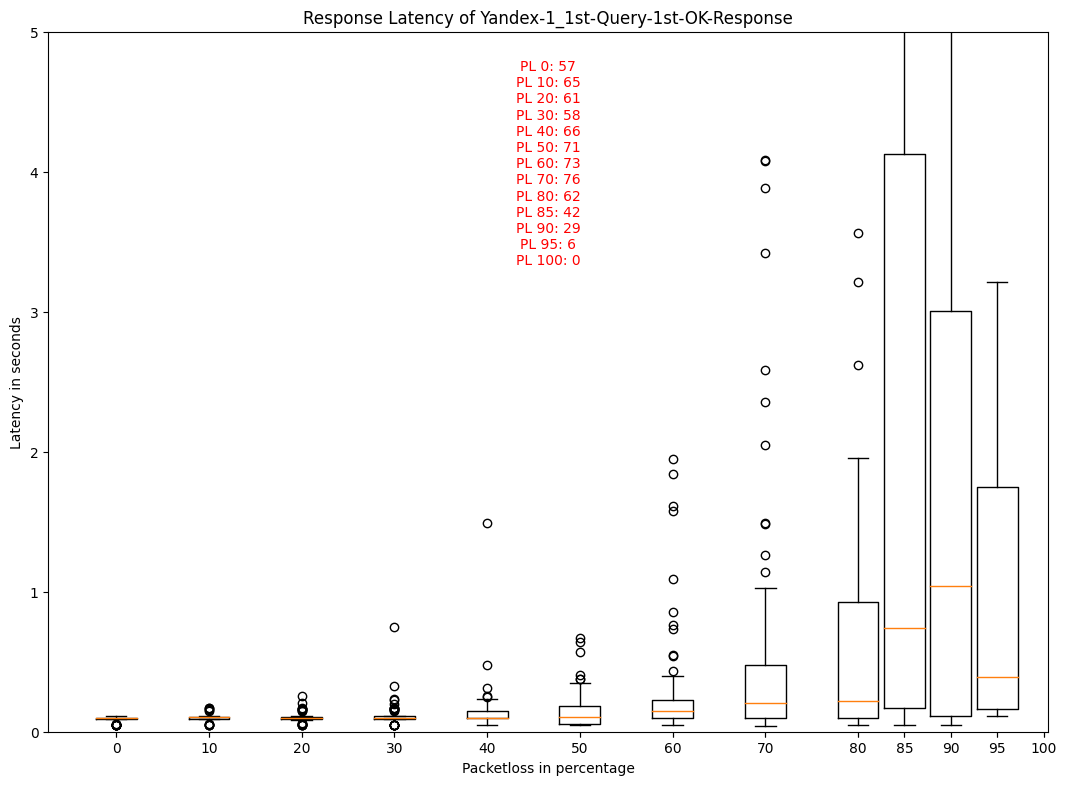 Response Latency of Yandex-1_1st-Query-1st-OK-Response
5
4
3
2
1
0
Latency in seconds
PL 0: 57
PL 10: 65
PL 20: 61
PL 30: 58
PL 40: 66
PL 50: 71
PL 60: 73
PL 70: 76
PL 80: 62
PL 85: 42
PL 90: 29
PL 95: 6
PL 100: 0
0 10 20 30 40 50 60 70 80 85 90 95 100
Packetloss in percentage